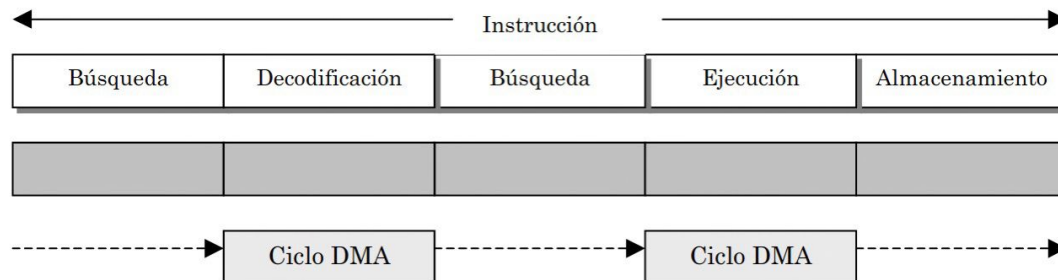 Instrucción
Búsqueda Decodificación Búsqueda Ejecución Almacenamiento
Ciclo DMA Ciclo DMA